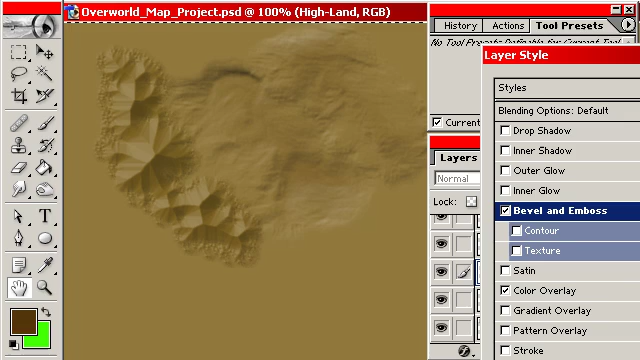 Overworld_Map_Project.psd @ 100% (High-Land, RGB)
History Actions Tool Presets
No Tool Presets Defined for Current Tool
Current
Layers
Normal
Lock:
Layer Style
Styles
Blending Options: Default
Drop Shadow
Inner Shadow
Outer Glow
Inner Glow
Bevel and Emboss
Contour
Texture
Satin
Color Overlay
Gradient Overlay
Pattern Overlay
Stroke
T